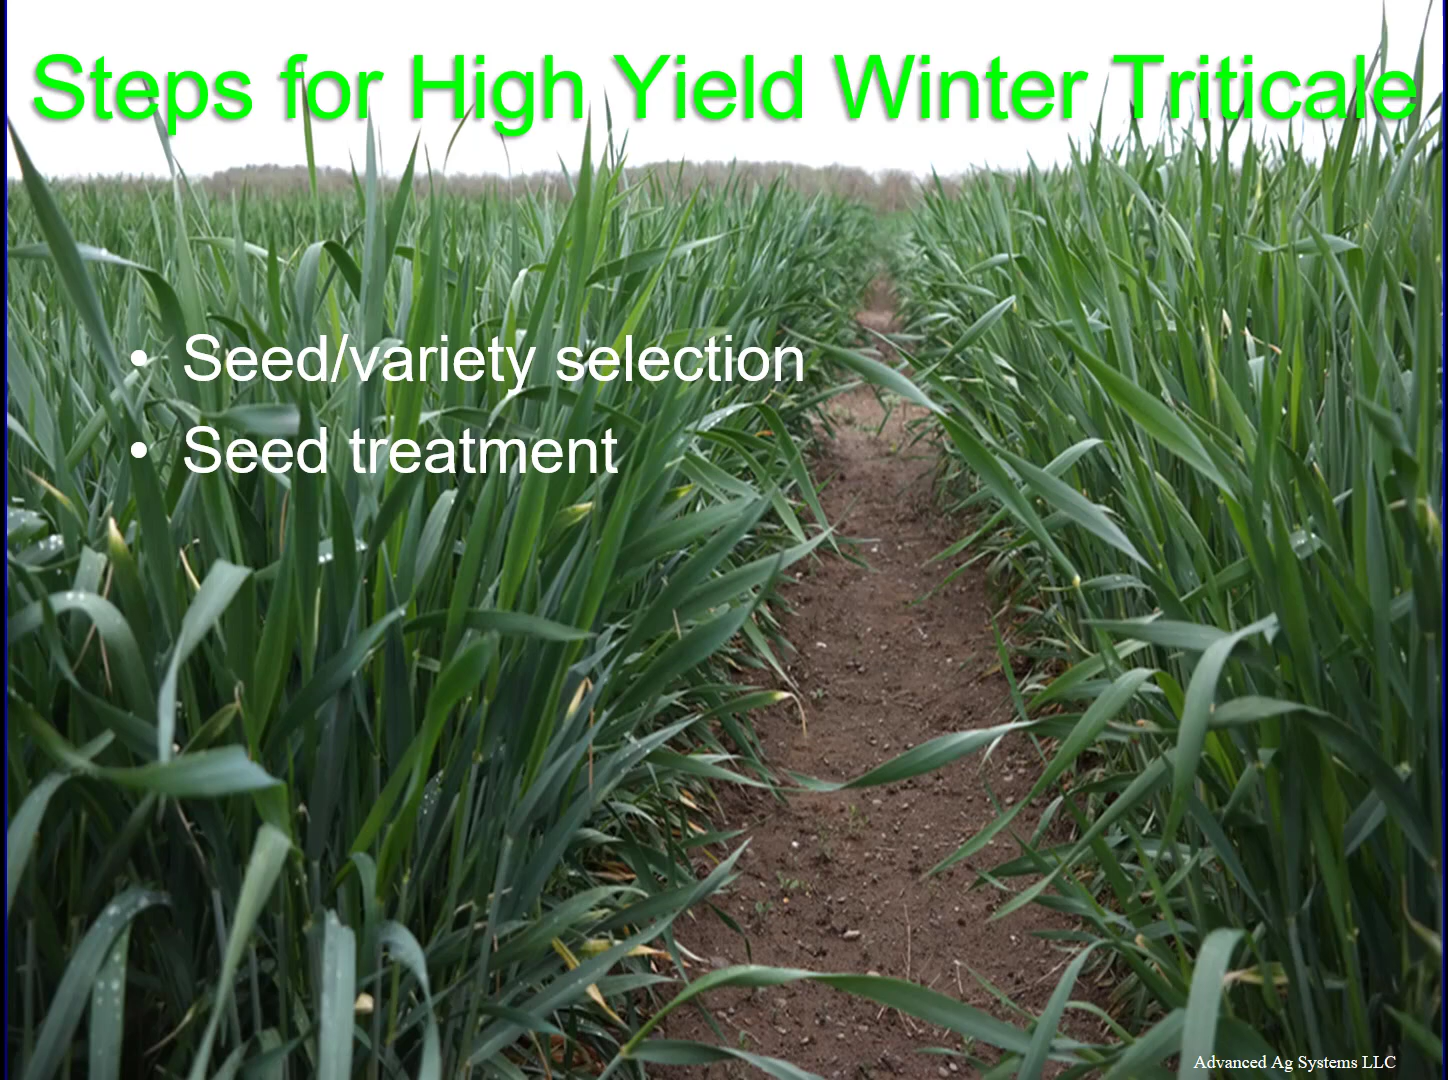 Steps for High Yield Winter Triticale
• Seed/variety selection
• Seed treatment
Advanced Ag Systems LLC